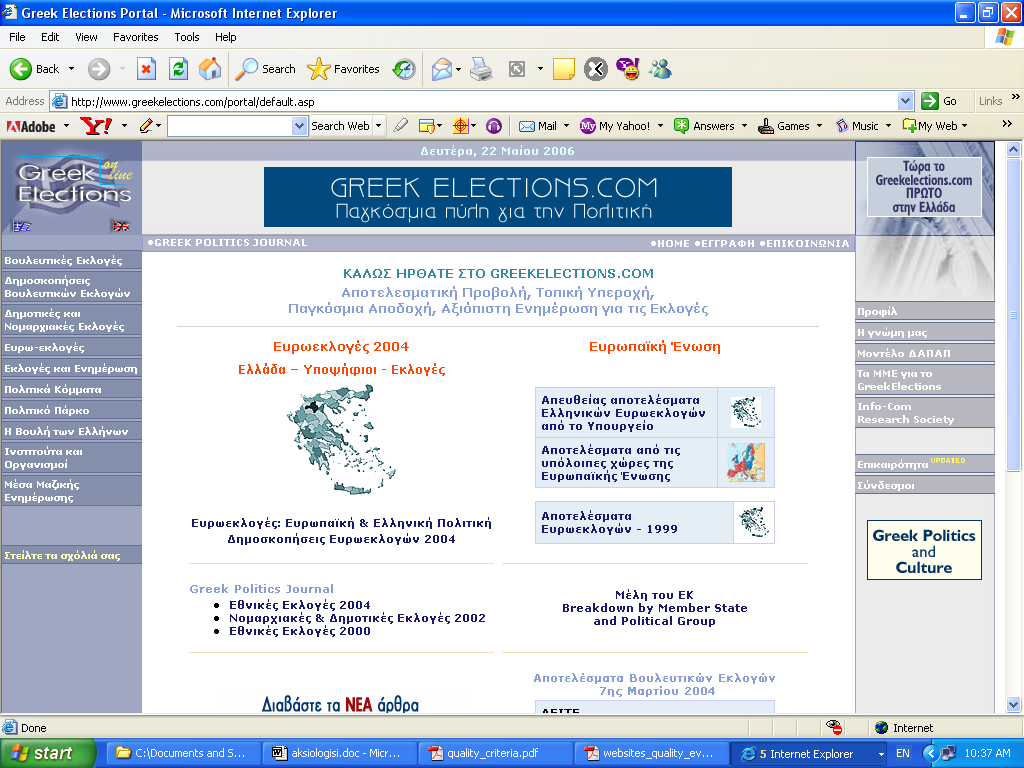 Greek Elections Portal - Microsoft Internet Explorer
File Edit View Favorites Tools Help
Back Search Favorites
Address http://www.greekelections.com/portal/default.asp Go Links »
Adobe Y! Search Web Mail My Yahoo! Answers Games Music My Web »
Greek on line
Elections
Βουλευτικές Εκλογές
Δημοσκοπήσεις
Βουλευτικών Εκλογών
Δημοτικές και
Νομαρχιακές Εκλογές
Ευρω-εκλογές
Εκλογές και Ενημέρωση
Πολιτικά Κόμματα
Πολιτικό Πάρκο
Η Βουλή των Ελλήνων
Ινστιτούτα και
Οργανισμοί
Μέσα Μαζικής
Ενημέρωσης
Στείλτε τα σχόλιά σας
Δευτέρα, 22 Μαίου 2006
GREEK ELECTIONS.COM
Παγκόσμια πύλη για την Πολιτική
•GREEK POLITICS JOURNAL
•HOME •ΕΓΓΡΑΦΗ •ΕΠΙΚΟΙΝΩΝΙΑ
ΚΑΛΩΣ ΗΡΘΑΤΕ ΣΤΟ GREEKELECTIONS.COM
Αποτελεσματική Προβολή, Τοπική Υπεροχή,
Παγκόσμια Αποδοχή, Αξιόπιστη Ενημέρωση για τις Εκλογές
Ευρωεκλογές 2004
Ελλάδα – Υποψήφιοι - Εκλογές
Ευρωεκλογές: Ευρωπαϊκή & Ελληνική Πολιτική
Δημοσκοπήσεις Ευρωεκλογών 2004
Ευρωπαϊκή Ένωση
Απευθείας αποτελέσματα
Ελληνικών Ευρωεκλογών
από το Υπουργείο
Αποτελέσματα από τις
υπόλοιπες χώρες της
Ευρωπαϊκής Ένωσης
Αποτελέσματα
Ευρωεκλογών - 1999
Greek Politics Journal
• Εθνικές Εκλογές 2004
• Νομαρχιακές & Δημοτικές Εκλογές 2002
• Εθνικές Εκλογές 2000
Μέλη του ΕΚ
Breakdown by Member State
and Political Group
Διαβάστε τα ΝΕΑ άρθρα
Αποτελέσματα Βουλευτικών Εκλογών
7ης Μαρτίου 2004
ΔΕΙΤΕ
Τώρα το
Greekelections.com
ΠΡΩΤΟ
στην Ελλάδα
Προφίλ
Η γνώμη μας
Μοντέλο ΔΑΠΑΠ
Τα ΜΜΕ για το
GreekElections
Info-Com
Research Society
Επικαιρότητα UPDATED
Σύνδεσμοι
Greek Politics
and
Culture
Done Internet
start C:\Documents and S... aksiologisi.doc - Micr... quality_criteria.pdf websites_quality_ev... 5 Internet Explorer EN 10:37 AM